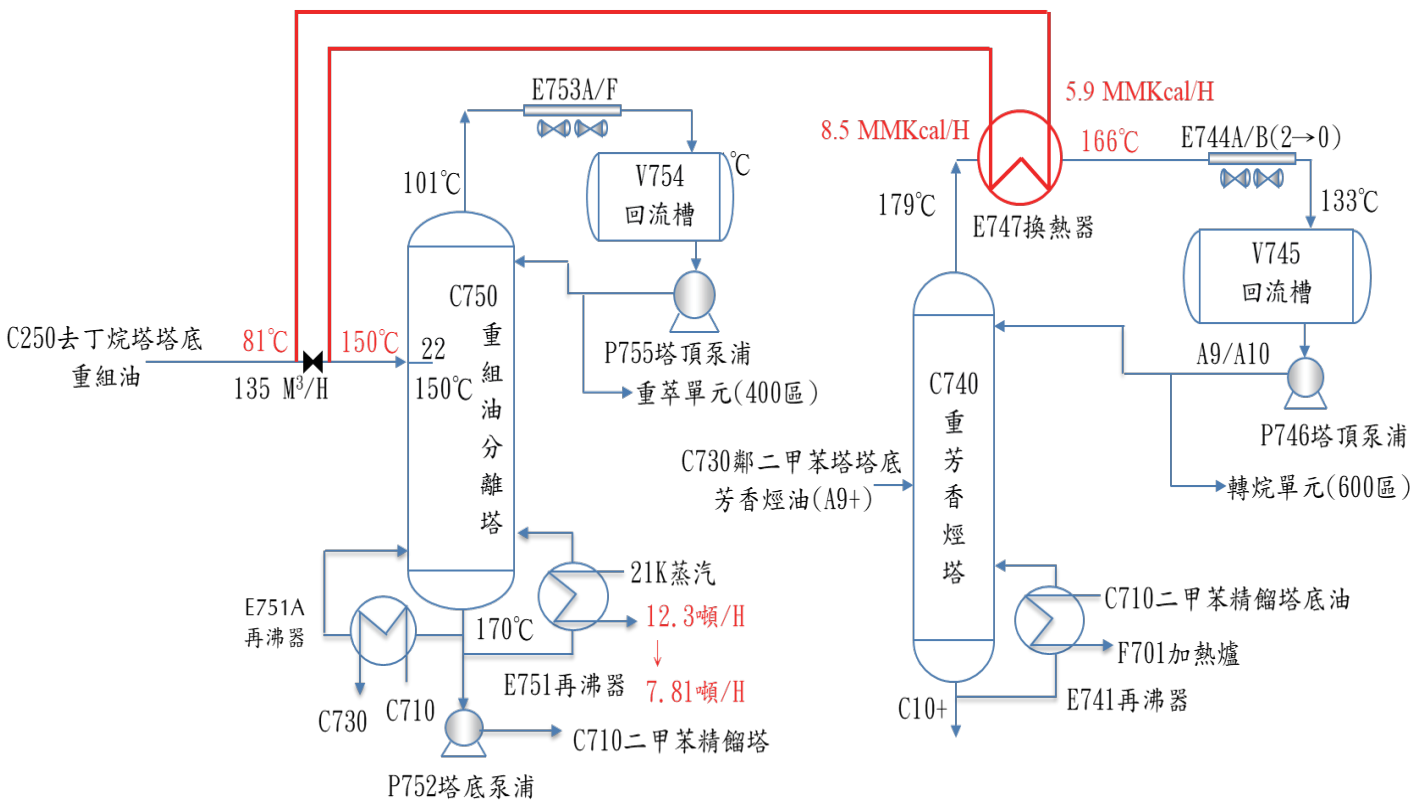 5.9 MMKcal/H
8.5 MMKcal/H
E753A/F
166℃
E744A/B(2→0)
℃
V754
回流槽
101℃
179℃
133℃
E747換熱器
V745
回流槽
C750
重
組
油
分
離
塔
C250去丁烷塔塔底
重組油
81℃
150℃
22
135 M³/H
150℃
P755塔頂泵浦
重萃單元(400區)
A9/A10
C740
重
芳
香
烴
塔
P746塔頂泵浦
C730鄰二甲苯塔塔底
芳香烴油(A9+)
轉烷單元(600區)
21K蒸汽
E751A
再沸器
12.3噸/H
↓
7.81噸/H
170℃
E751再沸器
C730
C710
C710二甲苯精餾塔
P752塔底泵浦
C710二甲苯精餾塔底油
F701加熱爐
E741再沸器
C10+